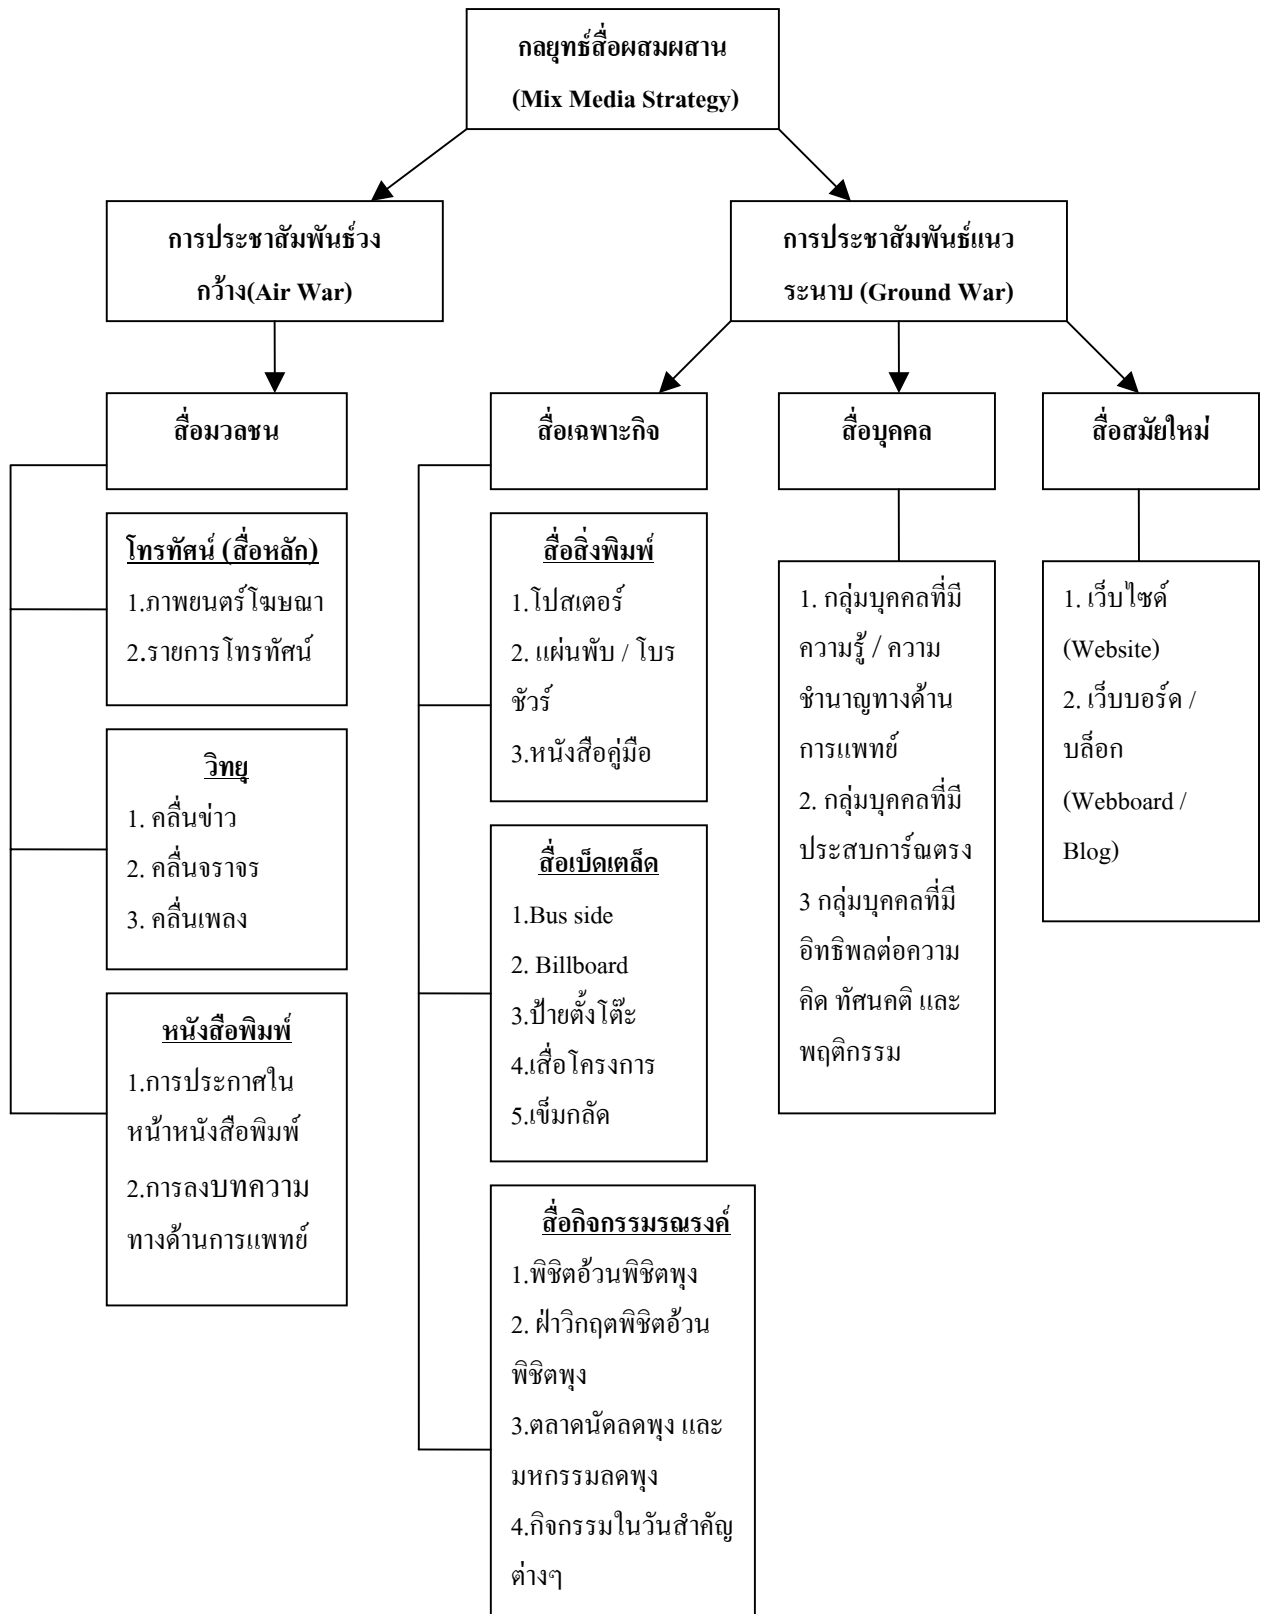 กลยุทธ์สื่อผสมผสาน
(Mix Media Strategy)
การประชาสัมพันธ์วง
กว้าง(Air War)
การประชาสัมพันธ์แนว
ระนาบ (Ground War)
สื่อมวลชน
โทรทัศน์ (สื่อหลัก)
1.ภาพยนตร์โฆษณา
2.รายการโทรทัศน์
วิทยุ
1. คลื่นข่าว
2. คลื่นจราจร
3. คลื่นเพลง
หนังสือพิมพ์
1.การประกาศใน
หน้าหนังสือพิมพ์
2.การลงบทความ
ทางด้านการแพทย์
สื่อเฉพาะกิจ
สื่อสิ่งพิมพ์
1.โปสเตอร์
2. แผ่นพับ / โบร
ชัวร์
3.หนังสือคู่มือ
สื่อเบ็ดเตล็ด
1.Bus side
2. Billboard
3.ป้ายตั้งโต๊ะ
4.เสื่อโครงการ
5.เข็มกลัด
สื่อกิจกรรมรณรงค์
1.พิชิตอ้วนพิชิตพุง
2. ฝ่าวิกฤตพิชิตอ้วน
พิชิตพุง
3.ตลาดนัดลดพุง และ
มหกรรมลดพุง
4.กิจกรรมในวันสำคัญ
ต่างๆ
สื่อบุคคล
1. กลุ่มบุคคลที่มี
ความรู้ / ความ
ชำนาญทางด้าน
การแพทย์
2. กลุ่มบุคคลที่มี
ประสบการ์ณตรง
3 กลุ่มบุคคลที่มี
อิทธิพลต่อความ
คิด ทัศนคติ และ
พฤติกรรม
สื่อสมัยใหม่
1. เว็บไซด์
(Website)
2. เว็บบอร์ด /
บล็อก
(Webboard /
Blog)